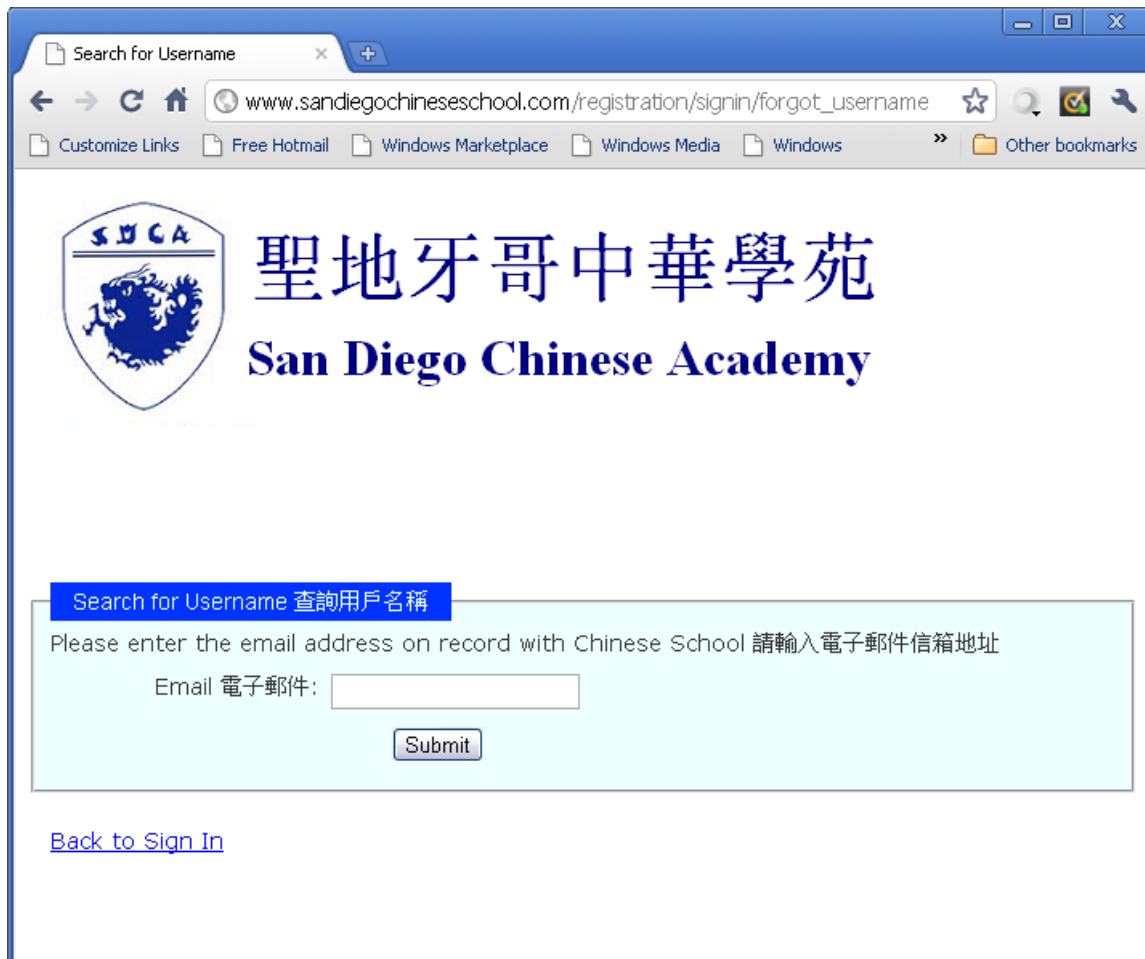 Search for Username
www.sandiegochineseschool.com/registration/signin/forgot_username
Customize Links Free Hotmail Windows Marketplace Windows Media Windows » Other bookmarks
SDCA
聖地牙哥中華學苑
San Diego Chinese Academy
Search for Username 查詢用戶名稱
Please enter the email address on record with Chinese School 請輸入電子郵件信箱地址
Email 電子郵件:
Submit
Back to Sign In